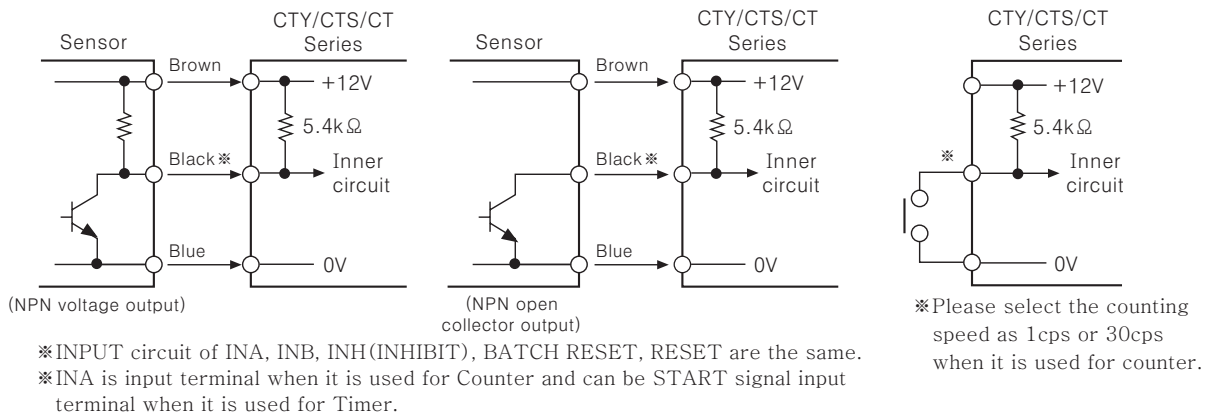 Sensor
CTY/CTS/CT
Series
Brown
+12V
5.4kΩ
Black※
Inner
circuit
Blue
0V
(NPN voltage output)
Sensor
CTY/CTS/CT
Series
Brown
+12V
5.4kΩ
Black※
Inner
circuit
Blue
0V
(NPN open
collector output)
CTY/CTS/CT
Series
+12V
5.4kΩ
※
Inner
circuit
0V
※Please select the counting
speed as 1cps or 30cps
when it is used for counter.
※INPUT circuit of INA, INB, INH(INHIBIT), BATCH RESET, RESET are the same.
※INA is input terminal when it is used for Counter and can be START signal input
terminal when it is used for Timer.